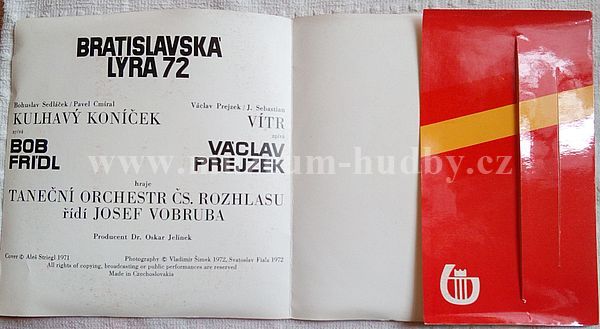 BRATISLAVSKÁ
LYRA 72
Bohuslav Sedláček / Pavel Cmíral
KULHAVÝ KONÍČEK
zpívá
BOB
FRÍDL
Václav Prejzek / J. Sebastian
VÍTR
zpívá
VÁCLAV
PREJZEK
www.muzeum-hudby.cz
hraje
TANEČNÍ ORCHESTR ČS. ROZHLASU
řídí JOSEF VOBRUBA
Producent Dr. Oskar Jelínek
Cover © Aleš Striegl 1971
Photography © Vladimír Šimek 1972, Svatoslav Fiala 1972
All rights of copying, broadcasting or public performances are reserved
Made in Czechoslovakia